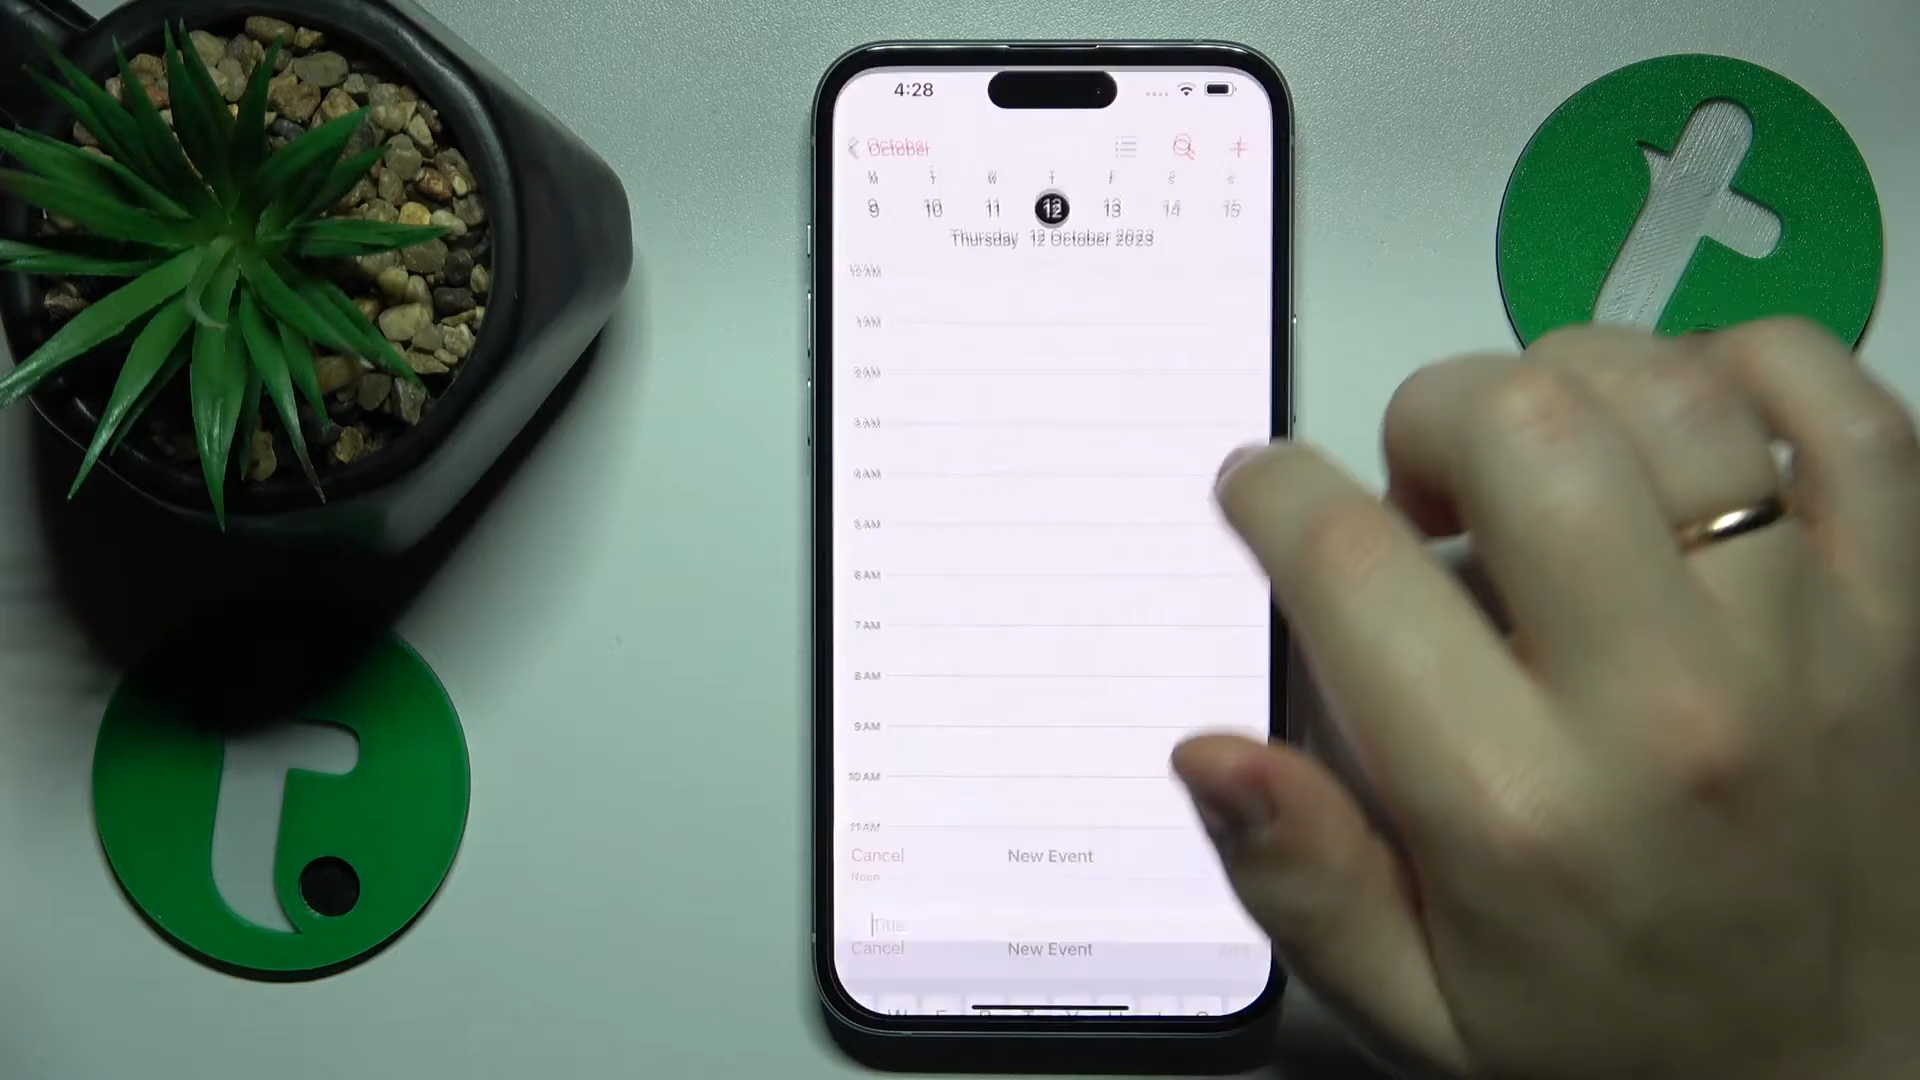 4:28
October
M T W T F S S
9 10 11 12 13 14 15
Thursday 12 October 2023
12 AM
1 AM
2 AM
3 AM
4 AM
5 AM
6 AM
7 AM
8 AM
9 AM
10 AM
11 AM
Cancel New Event
Noon
Title
Cancel New Event